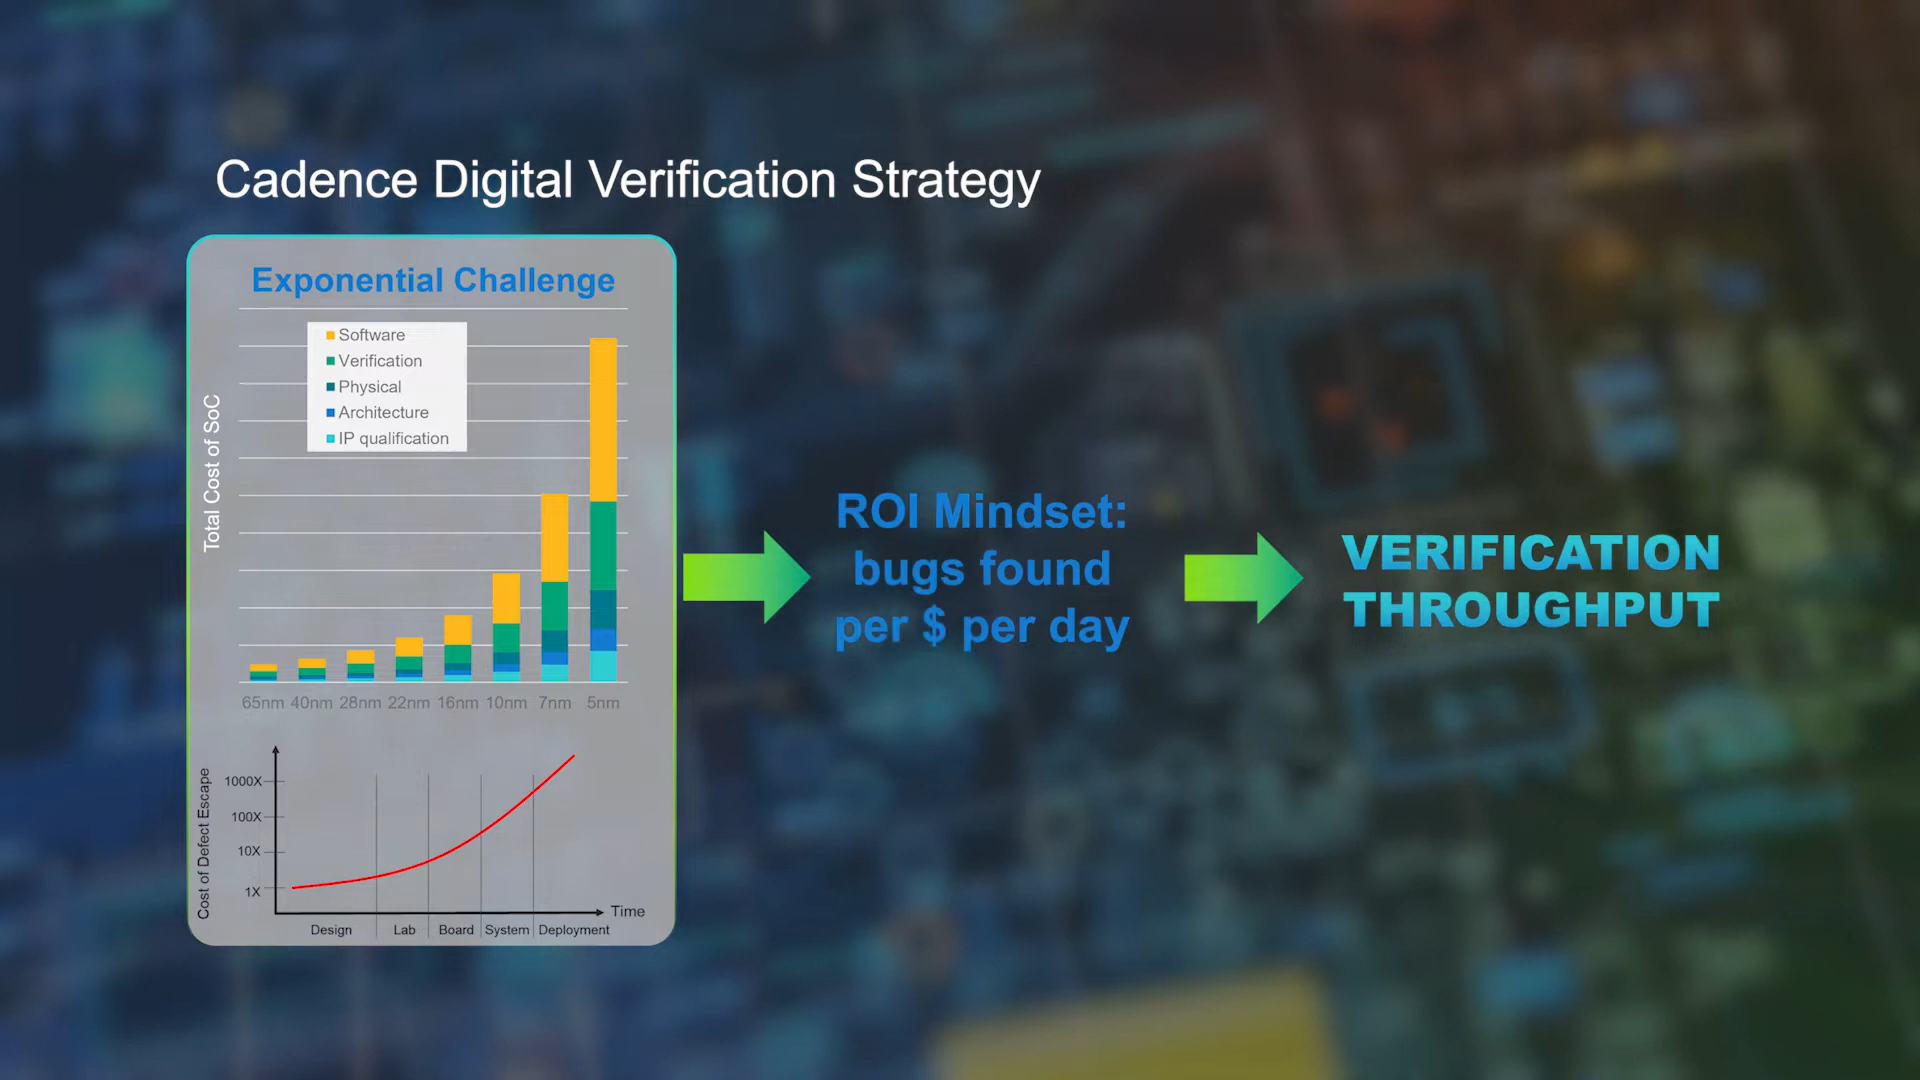 Cadence Digital Verification Strategy
Exponential Challenge
Software
Verification
Physical
Architecture
IP qualification
Total Cost of SoC
65nm 40nm 28nm 22nm 16nm 10nm 7nm 5nm
Cost of Defect Escape
1000X
100X
10X
1X
Time
Design Lab Board System Deployment
ROI Mindset:
bugs found
per $ per day
VERIFICATION
THROUGHPUT